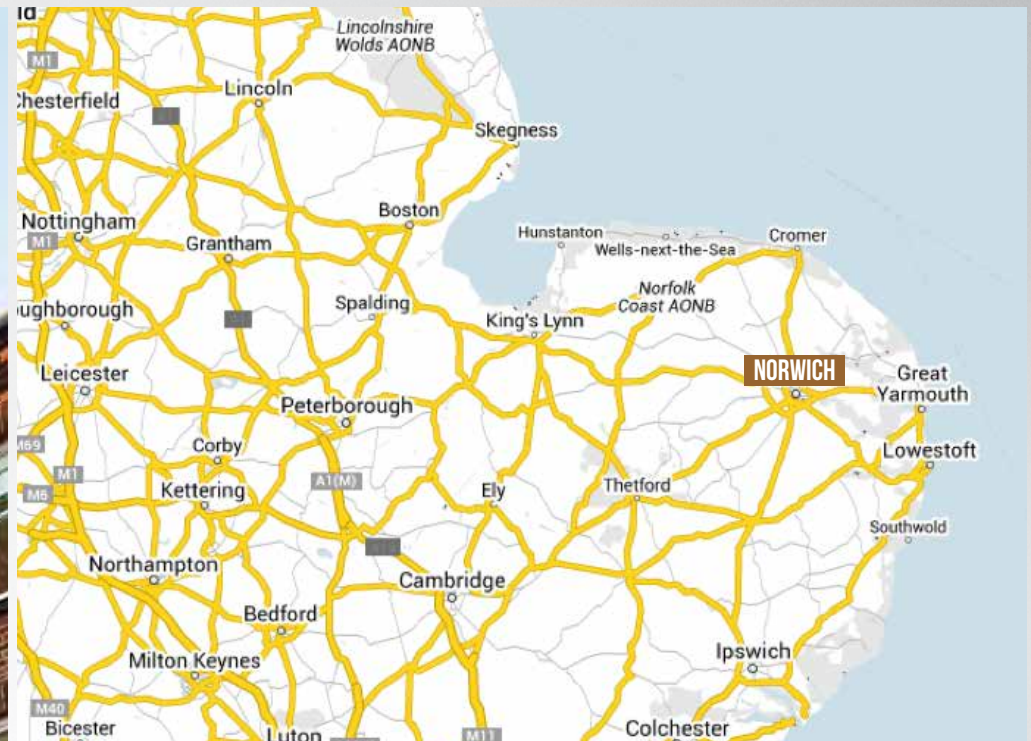 Lincolnshire
Wolds AONB
M1
Lincoln
Chesterfield
Skegness
Boston
Nottingham
M1
Hunstanton
Cromer
Grantham
Wells-next-the-Sea
Norfolk
Coast AONB
Spalding
oughborough
King's Lynn
NORWICH
Leicester
Great
Yarmouth
Peterborough
M69
Corby
Lowestoft
M1
A1(M)
Kettering
M6
Ely
Thetford
Southwold
Northampton
Cambridge
Bedford
Ipswich
Milton Keynes
M40
Bicester
Luton
M11
Colchester